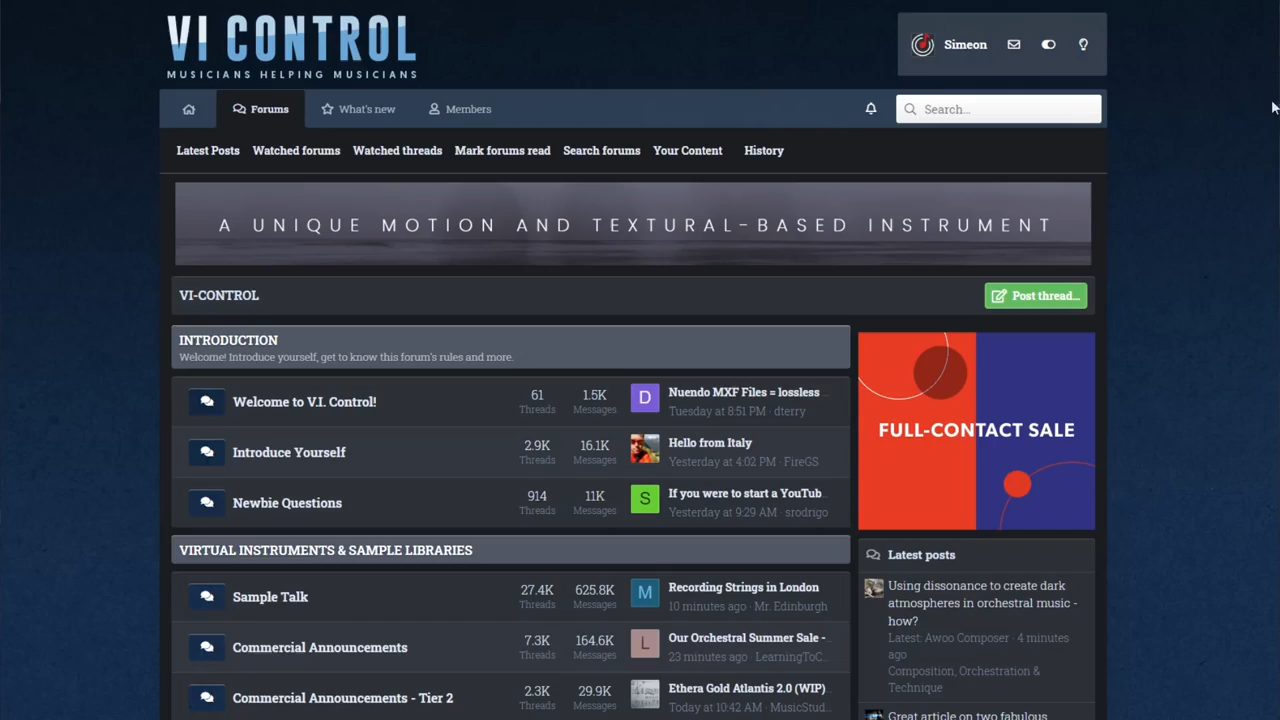 VI CONTROL
MUSICIANS HELPING MUSICIANS
Simeon
Forums
What's new
Members
Search...
Latest Posts
Watched forums
Watched threads
Mark forums read
Search forums
Your Content
History
A UNIQUE MOTION AND TEXTURAL-BASED INSTRUMENT
VI-CONTROL
Post thread...
INTRODUCTION
Welcome! Introduce yourself, get to know this forum's rules and more.
Welcome to V.I. Control!
61
Threads
1.5K
Messages
D
Nuendo MXF Files = lossless
Tuesday at 8:51 PM · dterry
Introduce Yourself
2.9K
Threads
16.1K
Messages
Hello from Italy
Yesterday at 4:02 PM · FireGS
Newbie Questions
914
Threads
11K
Messages
S
If you were to start a YouTub
Yesterday at 9:29 AM · srodrigo
VIRTUAL INSTRUMENTS & SAMPLE LIBRARIES
Sample Talk
27.4K
Threads
625.8K
Messages
M
Recording Strings in London
10 minutes ago · Mr. Edinburgh
Commercial Announcements
7.3K
Threads
164.6K
Messages
L
Our Orchestral Summer Sale -
23 minutes ago · LearningToC...
Commercial Announcements - Tier 2
2.3K
Threads
29.9K
Messages
Ethera Gold Atlantis 2.0 (WIP)
Today at 10:42 AM · MusicStud...
FULL-CONTACT SALE
Latest posts
Using dissonance to create dark
atmospheres in orchestral music -
how?
Latest: Awoo Composer · 4 minutes
ago
Composition, Orchestration &
Technique
Great article on two fabulous